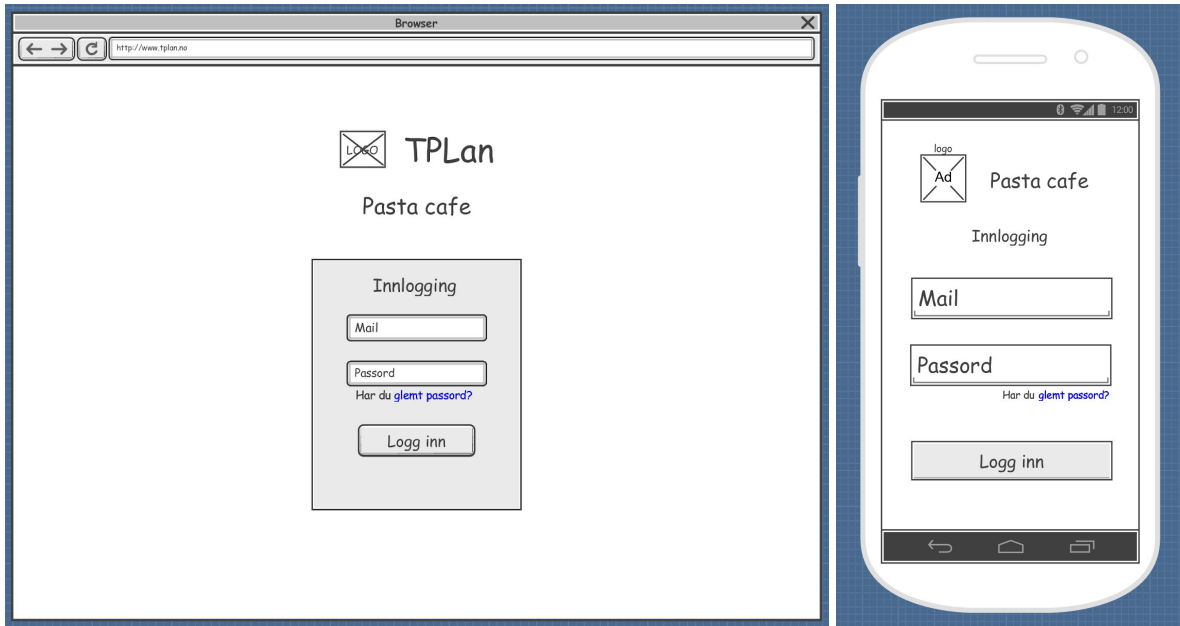 Browser
http://www.tplan.no
LOGO TPLan
Pasta cafe
Innlogging
Mail
Passord
Har du glemt passord?
Logg inn
12:00
logo
Ad Pasta cafe
Innlogging
Mail
Passord
Har du glemt passord?
Logg inn